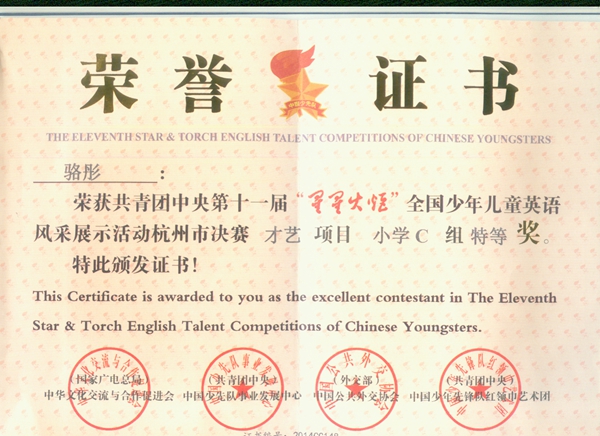 荣誉证书
THE ELEVENTH STAR & TORCH ENGLISH TALENT COMPETITIONS OF CHINESE YOUNGSTERS
骆彤：
荣获共青团中央第十一届“星星火炬”全国少年儿童英语
风采展示活动杭州市决赛 才艺 项目 小学C 组 特等 奖。
特此颁发证书！
This Certificate is awarded to you as the excellent contestant in The Eleventh
Star & Torch English Talent Competitions of Chinese Youngsters.
（国家广电总局） （共青团中央） （外交部） （共青团中央）
中华文化交流与合作促进会 中国少先队事业发展中心 中国公共外交协会 中国少年先锋队红领巾艺术团